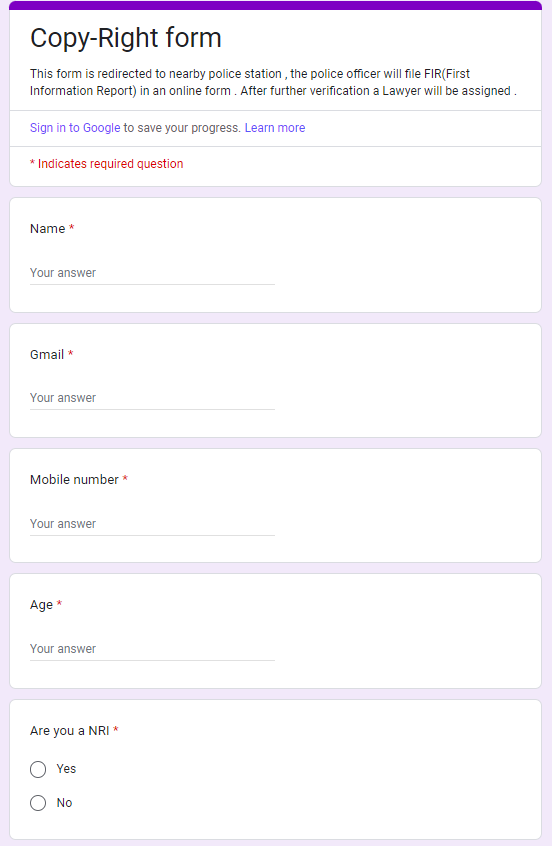 Copy-Right form
This form is redirected to nearby police station , the police officer will file FIR(First
Information Report) in an online form . After further verification a Lawyer will be assigned .
Sign in to Google to save your progress. Learn more
* Indicates required question
Name *
Your answer
Gmail *
Your answer
Mobile number *
Your answer
Age *
Your answer
Are you a NRI *
Yes
No